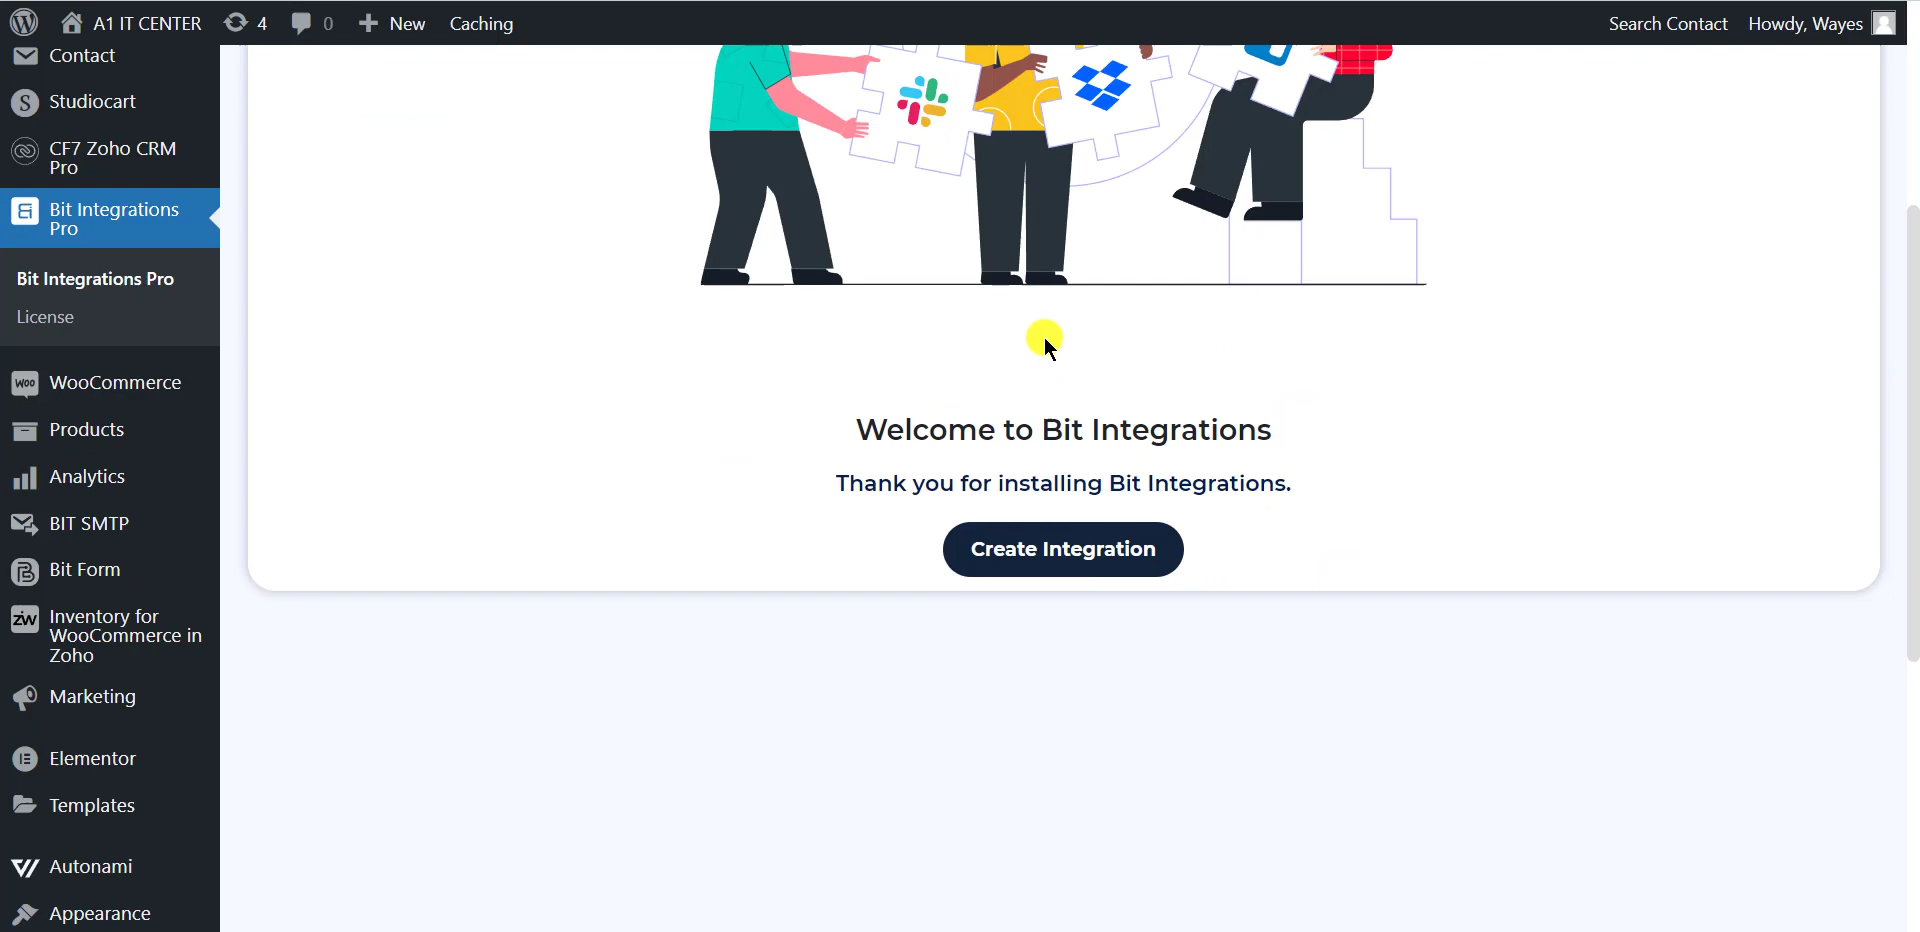 A1 IT CENTER 4 0 New Caching Search Contact Howdy, Wayes
Contact
S Studiocart
CF7 Zoho CRM
Pro
Bit Integrations
Pro
Bit Integrations Pro
License
Woo WooCommerce
Products
Analytics
BIT SMTP
Bit Form
ZIW Inventory for
WooCommerce in
Zoho
Marketing
Elementor
Templates
Autonami
Appearance
Welcome to Bit Integrations
Thank you for installing Bit Integrations.
Create Integration